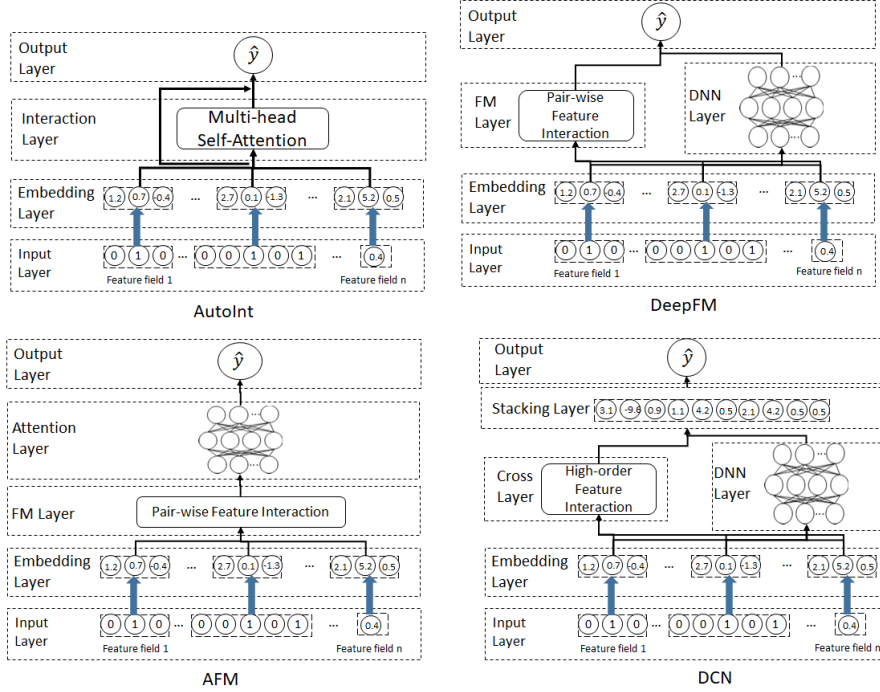 Output
Layer
ŷ
Interaction
Layer
Multi-head
Self-Attention
Embedding
Layer
1.2 0.7 -0.4 ... 2.7 0.1 -1.3 ... 2.1 5.2 0.5
Input
Layer
0 1 0 ... 0 0 0 1 0 1 ... 0.4
Feature field 1
Feature field n
AutoInt
Output
Layer
ŷ
FM
Layer
Pair-wise
Feature
Interaction
DNN
Layer
...
...
Embedding
Layer
1.2 0.7 -0.4 ... 2.7 0.1 -1.3 ... 2.1 5.2 0.5
Input
Layer
0 1 0 ... 0 0 0 1 0 1 ... 0.4
Feature field 1
Feature field n
DeepFM
Output
Layer
ŷ
Attention
Layer
...
...
FM Layer
Pair-wise Feature Interaction
Embedding
Layer
1.2 0.7 -0.4 ... 2.7 0.1 -1.3 ... 2.1 5.2 0.5
Input
Layer
0 1 0 ... 0 0 0 1 0 1 ... 0.4
Feature field 1
Feature field n
AFM
Output
Layer
ŷ
Stacking Layer
3.1 -9.6 0.9 1.1 4.2 0.5 2.1 4.2 0.5 0.5
Cross
Layer
High-order
Feature
Interaction
DNN
Layer
...
...
Embedding
Layer
1.2 0.7 -0.4 ... 2.7 0.1 -1.3 ... 2.1 5.2 0.5
Input
Layer
0 1 0 ... 0 0 0 1 0 1 ... 0.4
Feature field 1
Feature field n
DCN